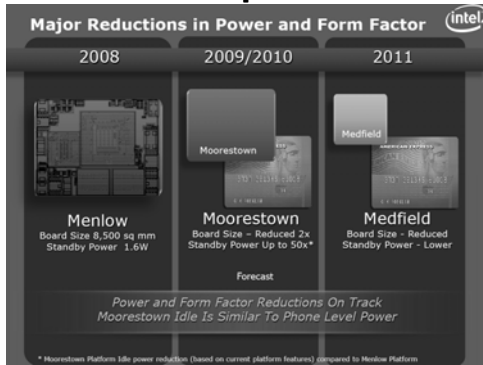 Major Reductions in Power and Form Factor
intel
2008
2009/2010
2011
Moorestown
Medfield
AMERICAN EXPRESS
Menlow
Board Size 8,500 sq mm
Standby Power 1.6W
Moorestown
Board Size – Reduced 2x
Standby Power Up to 50x*
Medfield
Board Size - Reduced
Standby Power - Lower
Forecast
Power and Form Factor Reductions On Track
Moorestown Idle Is Similar To Phone Level Power
* Moorestown Platform Idle power reduction (based on current platform features) compared to Menlow Platform